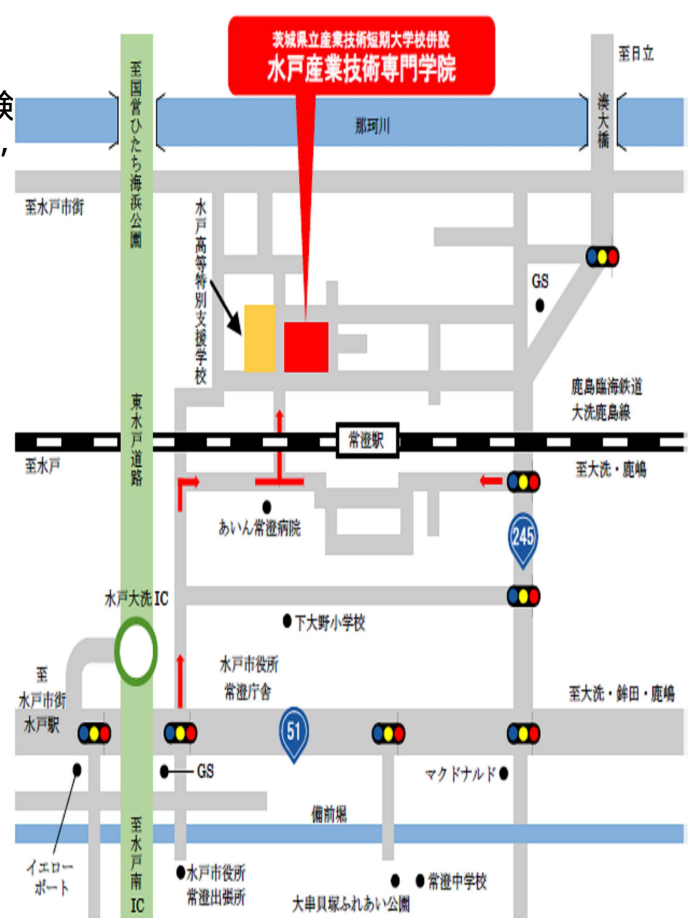 茨城県立産業技術短期大学校併設
水戸産業技術専門学院
至日立
験
，
至国営ひたち海浜公園
那珂川
湊大橋
至水戸市街
水戸高等特別支援学校
GS
鹿島臨海鉄道
大洗鹿島線
東水戸道路
常澄駅
至水戸
至大洗・鹿嶋
あいん常澄病院
245
水戸大洗IC
下大野小学校
水戸市役所
常澄庁舎
至
水戸市街
水戸駅
至大洗・鉾田・鹿嶋
51
GS
マクドナルド
備前堀
至水戸南IC
イエロー
ポート
水戸市役所
常澄出張所
常澄中学校
大串貝塚ふれあい公園